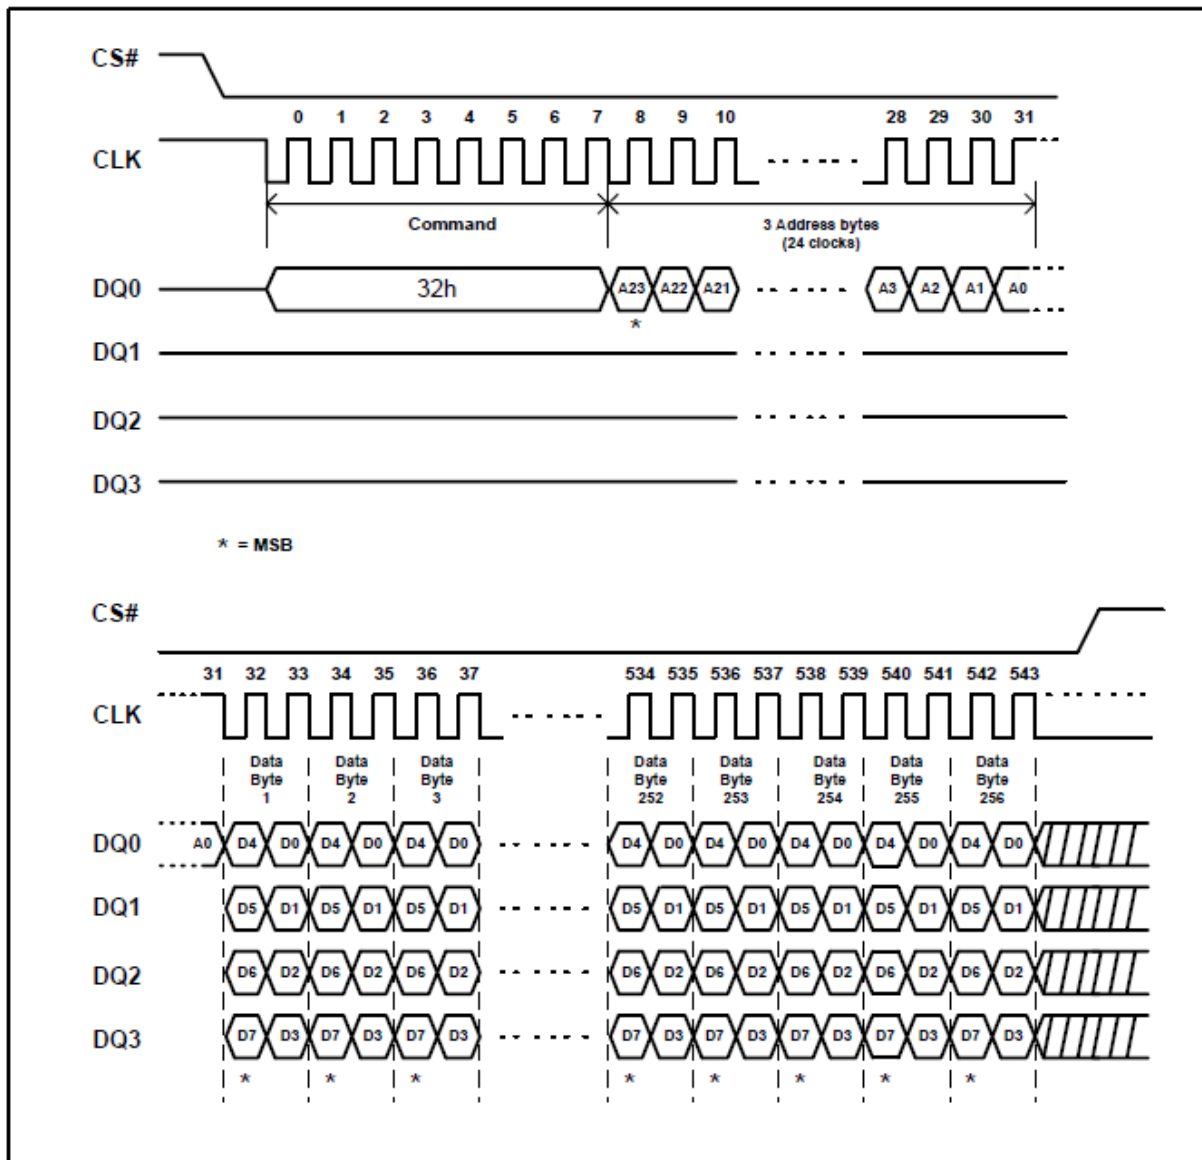 CS#
0 1 2 3 4 5 6 7 8 9 10 28 29 30 31
CLK
Command 3 Address bytes
(24 clocks)
DQ0 32h A23 A22 A21 A3 A2 A1 A0
*
DQ1
DQ2
DQ3
* = MSB
CS#
31 32 33 34 35 36 37 534 535 536 537 538 539 540 541 542 543
CLK
Data Data Data Data Data Data Data Data
Byte Byte Byte Byte Byte Byte Byte Byte
1 2 3 252 253 254 255 256
DQ0 A0 D4 D0 D4 D0 D4 D0 D4 D0 D4 D0 D4 D0 D4 D0 D4 D0
DQ1 D5 D1 D5 D1 D5 D1 D5 D1 D5 D1 D5 D1 D5 D1 D5 D1
DQ2 D6 D2 D6 D2 D6 D2 D6 D2 D6 D2 D6 D2 D6 D2 D6 D2
DQ3 D7 D3 D7 D3 D7 D3 D7 D3 D7 D3 D7 D3 D7 D3 D7 D3
* * * * * * * *